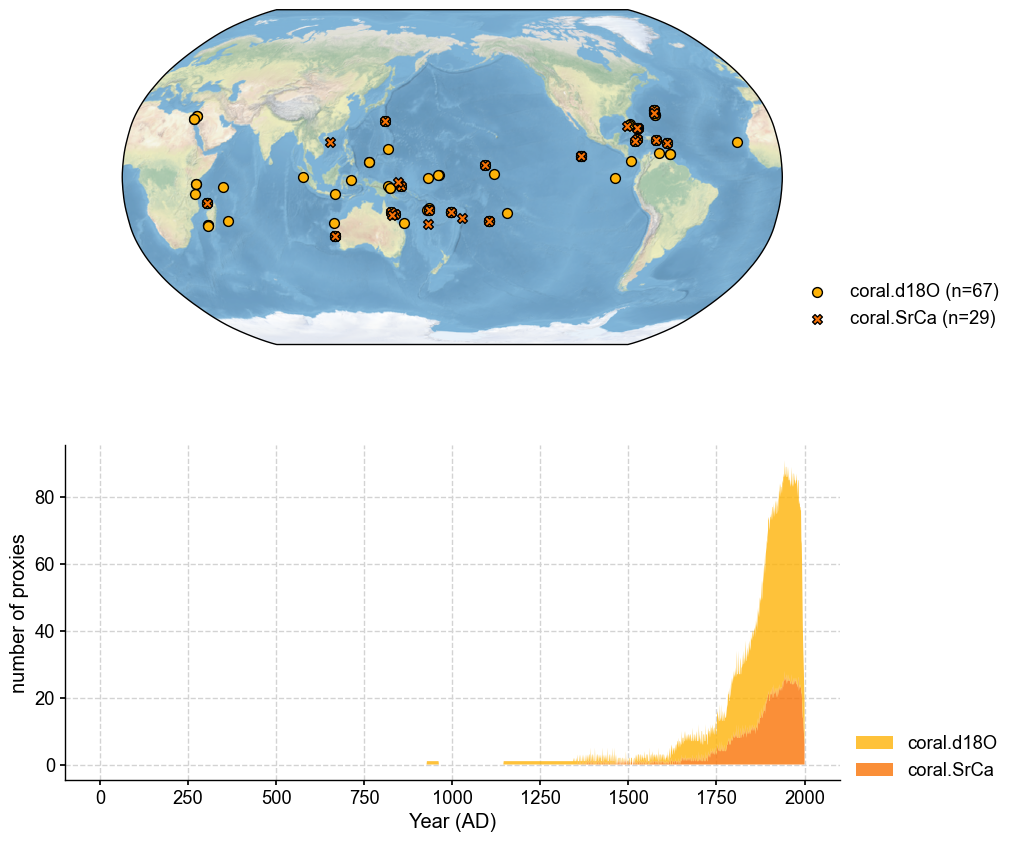 coral.d18O (n=67)
coral.SrCa (n=29)
number of proxies
80
60
40
20
0
0 250 500 750 1000 1250 1500 1750 2000
Year (AD)
coral.d18O
coral.SrCa